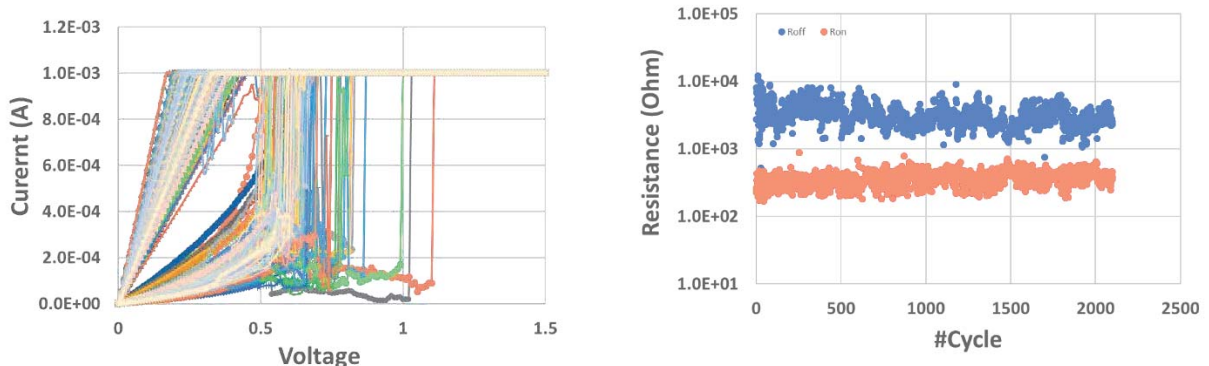 1.2E-03
1.0E-03
8.0E-04
6.0E-04
4.0E-04
2.0E-04
0.0E+00
Curernt (A)
0
0.5
1
1.5
Voltage
1.0E+05
1.0E+04
1.0E+03
1.0E+02
1.0E+01
Resistance (Ohm)
Roff
Ron
0
500
1000
1500
2000
2500
#Cycle